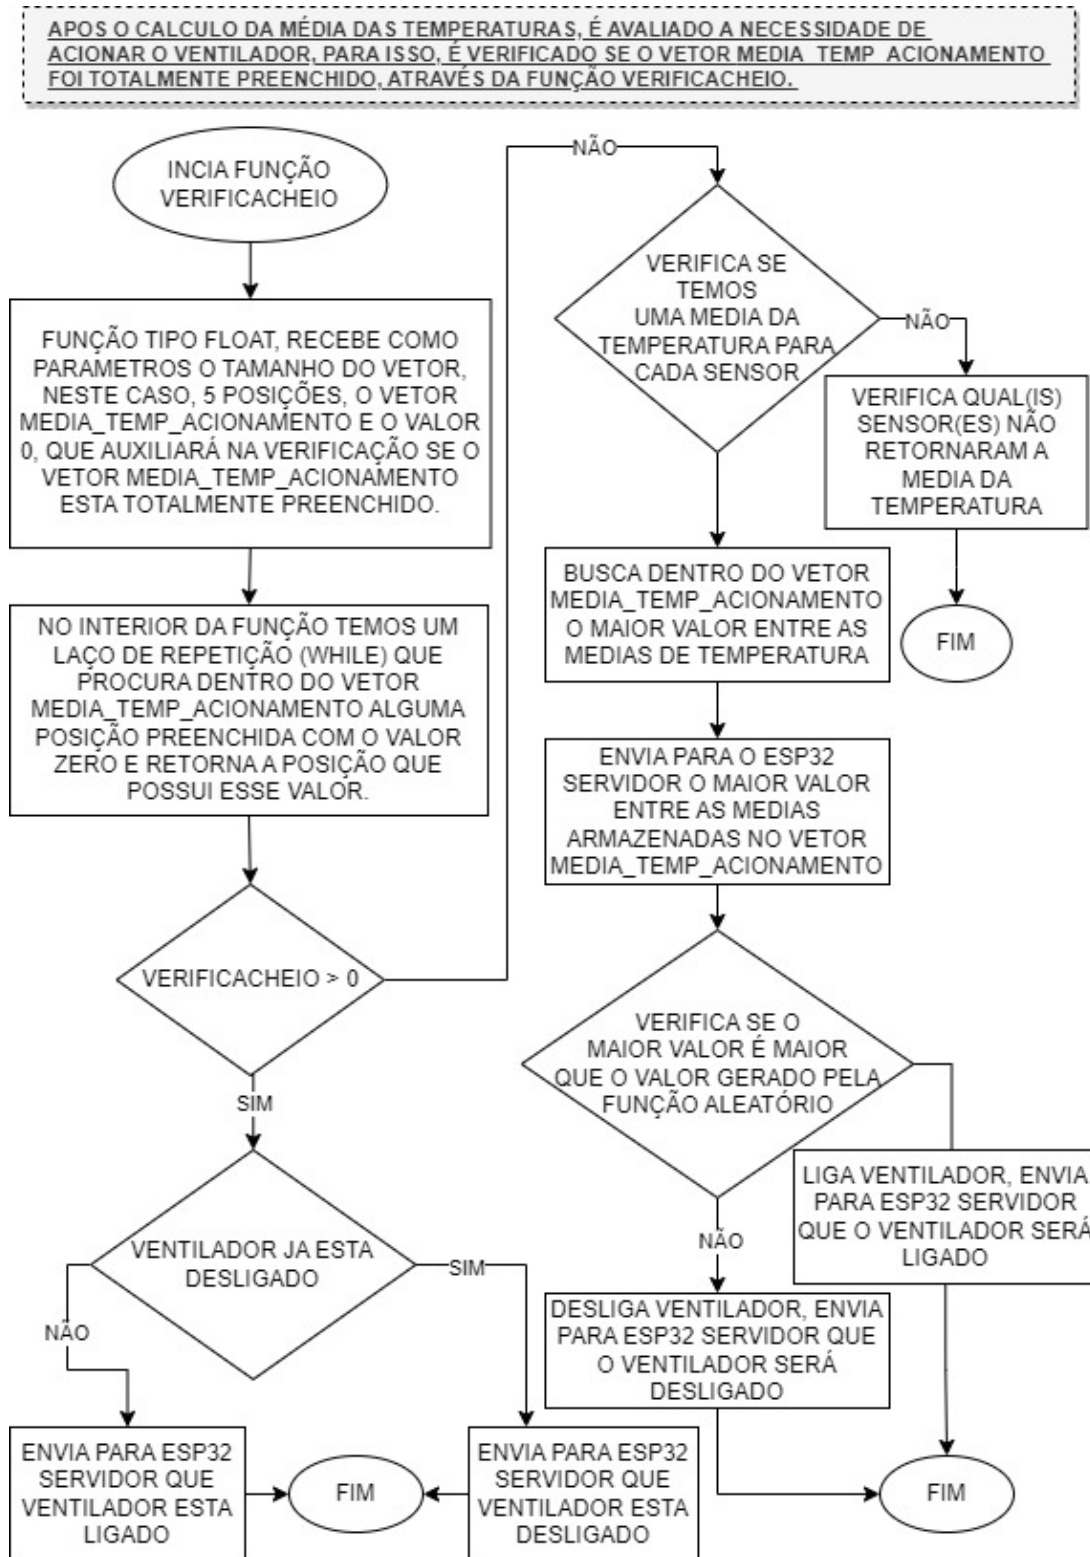 APOS O CALCULO DA MÉDIA DAS TEMPERATURAS, É AVALIADO A NECESSIDADE DE
ACIONAR O VENTILADOR, PARA ISSO, É VERIFICADO SE O VETOR MEDIA_TEMP_ACIONAMENTO
FOI TOTALMENTE PREENCHIDO, ATRAVÉS DA FUNÇÃO VERIFICACHEIO.
INCIA FUNÇÃO
VERIFICACHEIO
FUNÇÃO TIPO FLOAT, RECEBE COMO
PARAMETROS O TAMANHO DO VETOR,
NESTE CASO, 5 POSIÇÕES, O VETOR
MEDIA_TEMP_ACIONAMENTO E O VALOR
0, QUE AUXILIARÁ NA VERIFICAÇÃO SE O
VETOR MEDIA_TEMP_ACIONAMENTO
ESTA TOTALMENTE PREENCHIDO.
NO INTERIOR DA FUNÇÃO TEMOS UM
LAÇO DE REPETIÇÃO (WHILE) QUE
PROCURA DENTRO DO VETOR
MEDIA_TEMP_ACIONAMENTO ALGUMA
POSIÇÃO PREENCHIDA COM O VALOR
ZERO E RETORNA A POSIÇÃO QUE
POSSUI ESSE VALOR.
VERIFICACHEIO > 0
SIM
VENTILADOR JA ESTA
DESLIGADO
NÃO
SIM
ENVIA PARA ESP32
SERVIDOR QUE
VENTILADOR ESTA
LIGADO
FIM
ENVIA PARA ESP32
SERVIDOR QUE
VENTILADOR ESTA
DESLIGADO
NÃO
VERIFICA SE
TEMOS
UMA MEDIA DA
TEMPERATURA PARA
CADA SENSOR
NÃO
VERIFICA QUAL(IS)
SENSOR(ES) NÃO
RETORNARAM A
MEDIA DA
TEMPERATURA
FIM
BUSCA DENTRO DO VETOR
MEDIA_TEMP_ACIONAMENTO
O MAIOR VALOR ENTRE AS
MEDIAS DE TEMPERATURA
ENVIA PARA O ESP32
SERVIDOR O MAIOR VALOR
ENTRE AS MEDIAS
ARMAZENADAS NO VETOR
MEDIA_TEMP_ACIONAMENTO
VERIFICA SE O
MAIOR VALOR É MAIOR
QUE O VALOR GERADO PELA
FUNÇÃO ALEATÓRIO
LIGA VENTILADOR, ENVIA
PARA ESP32 SERVIDOR
QUE O VENTILADOR SERÁ
LIGADO
NÃO
DESLIGA VENTILADOR, ENVIA
PARA ESP32 SERVIDOR QUE
O VENTILADOR SERÁ
DESLIGADO
FIM